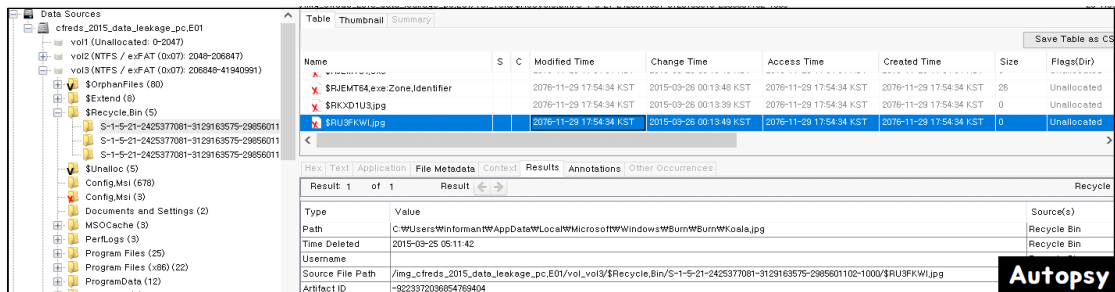 Data Sources
cfreds_2015_data_leakage_pc,E01
vol1 (Unallocated: 0-2047)
vol2 (NTFS / exFAT (0x07): 2048-206847)
vol3 (NTFS / exFAT (0x07): 206848-41940991)
$OrphanFiles (80)
$Extend (8)
$Recycle,Bin (5)
S-1-5-21-2425377081-3129163575-29856011
S-1-5-21-2425377081-3129163575-29856011
S-1-5-21-2425377081-3129163575-29856011
$Unalloc (5)
Config,Msi (678)
Config,Msi (3)
Documents and Settings (2)
MSOCache (3)
PerfLogs (3)
Program Files (25)
Program Files (x86) (22)
ProgramData (12)
Table Thumbnail Summary
Save Table as CS
Name S C Modified Time Change Time Access Time Created Time Size Flags(Dir)
$RJEMT64,exe:Zone,Identifier 2076-11-29 17:54:34 KST 2015-03-26 00:13:48 KST 2076-11-29 17:54:34 KST 2076-11-29 17:54:34 KST 26 Unallocated
$RKXD1U3,jpg 2076-11-29 17:54:34 KST 2015-03-26 00:13:49 KST 2076-11-29 17:54:34 KST 2076-11-29 17:54:34 KST 0 Unallocated
$RU3FKWI,jpg 2076-11-29 17:54:34 KST 2015-03-26 00:13:49 KST 2076-11-29 17:54:34 KST 2076-11-29 17:54:34 KST 0 Unallocated
Hex Text Application File Metadata Context Results Annotations Other Occurrences
Result: 1 of 1 Result Recycle
Type Value Source(s)
Path C:₩Users₩informant₩AppData₩Local₩Microsoft₩Windows₩Burn₩Burn₩Koala,jpg Recycle Bin
Time Deleted 2015-03-25 05:11:42 Recycle Bin
Username Recycle Bin
Source File Path /img_cfreds_2015_data_leakage_pc,E01/vol_vol3/$Recycle,Bin/S-1-5-21-2425377081-3129163575-2985601102-1000/$RU3FKWI,jpg
Artifact ID -9223372036854769404
Autopsy